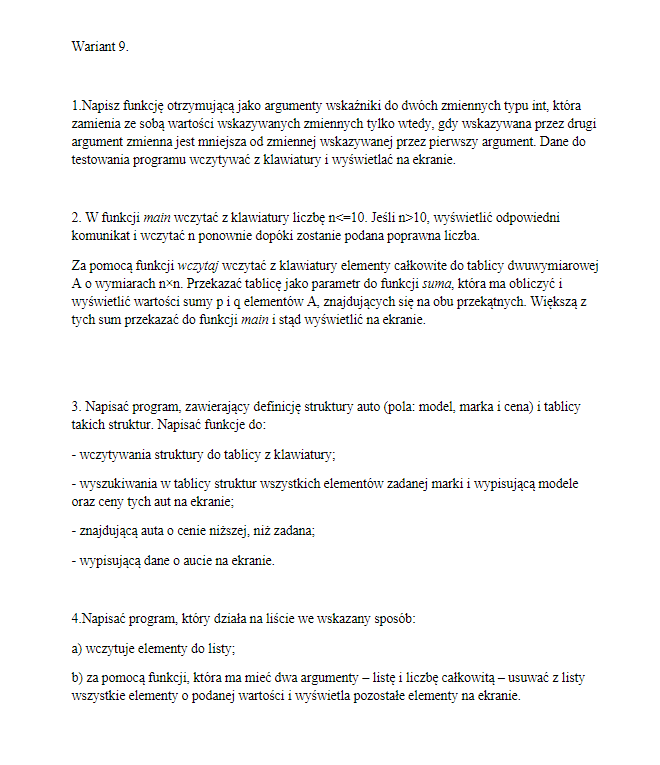 Wariant 9.
1.Napisz funkcję otrzymującą jako argumenty wskaźniki do dwóch zmiennych typu int, która
zamienia ze sobą wartości wskazywanych zmiennych tylko wtedy, gdy wskazywana przez drugi
argument zmienna jest mniejsza od zmiennej wskazywanej przez pierwszy argument. Dane do
testowania programu wczytywać z klawiatury i wyświetlać na ekranie.
2. W funkcji main wczytać z klawiatury liczbę n<=10. Jeśli n>10, wyświetlić odpowiedni
komunikat i wczytać n ponownie dopóki zostanie podana poprawna liczba.
Za pomocą funkcji wczytaj wczytać z klawiatury elementy całkowite do tablicy dwuwymiarowej
A o wymiarach n×n. Przekazać tablicę jako parametr do funkcji suma, która ma obliczyć i
wyświetlić wartości sumy p i q elementów A, znajdujących się na obu przekątnych. Większą z
tych sum przekazać do funkcji main i stąd wyświetlić na ekranie.
3. Napisać program, zawierający definicję struktury auto (pola: model, marka i cena) i tablicy
takich struktur. Napisać funkcje do:
- wczytywania struktury do tablicy z klawiatury;
- wyszukiwania w tablicy struktur wszystkich elementów zadanej marki i wypisującą modele
oraz ceny tych aut na ekranie;
- znajdującą auta o cenie niższej, niż zadana;
- wypisującą dane o aucie na ekranie.
4.Napisać program, który działa na liście we wskazany sposób:
a) wczytuje elementy do listy;
b) za pomocą funkcji, która ma mieć dwa argumenty – listę i liczbę całkowitą – usuwać z listy
wszystkie elementy o podanej wartości i wyświetla pozostałe elementy na ekranie.